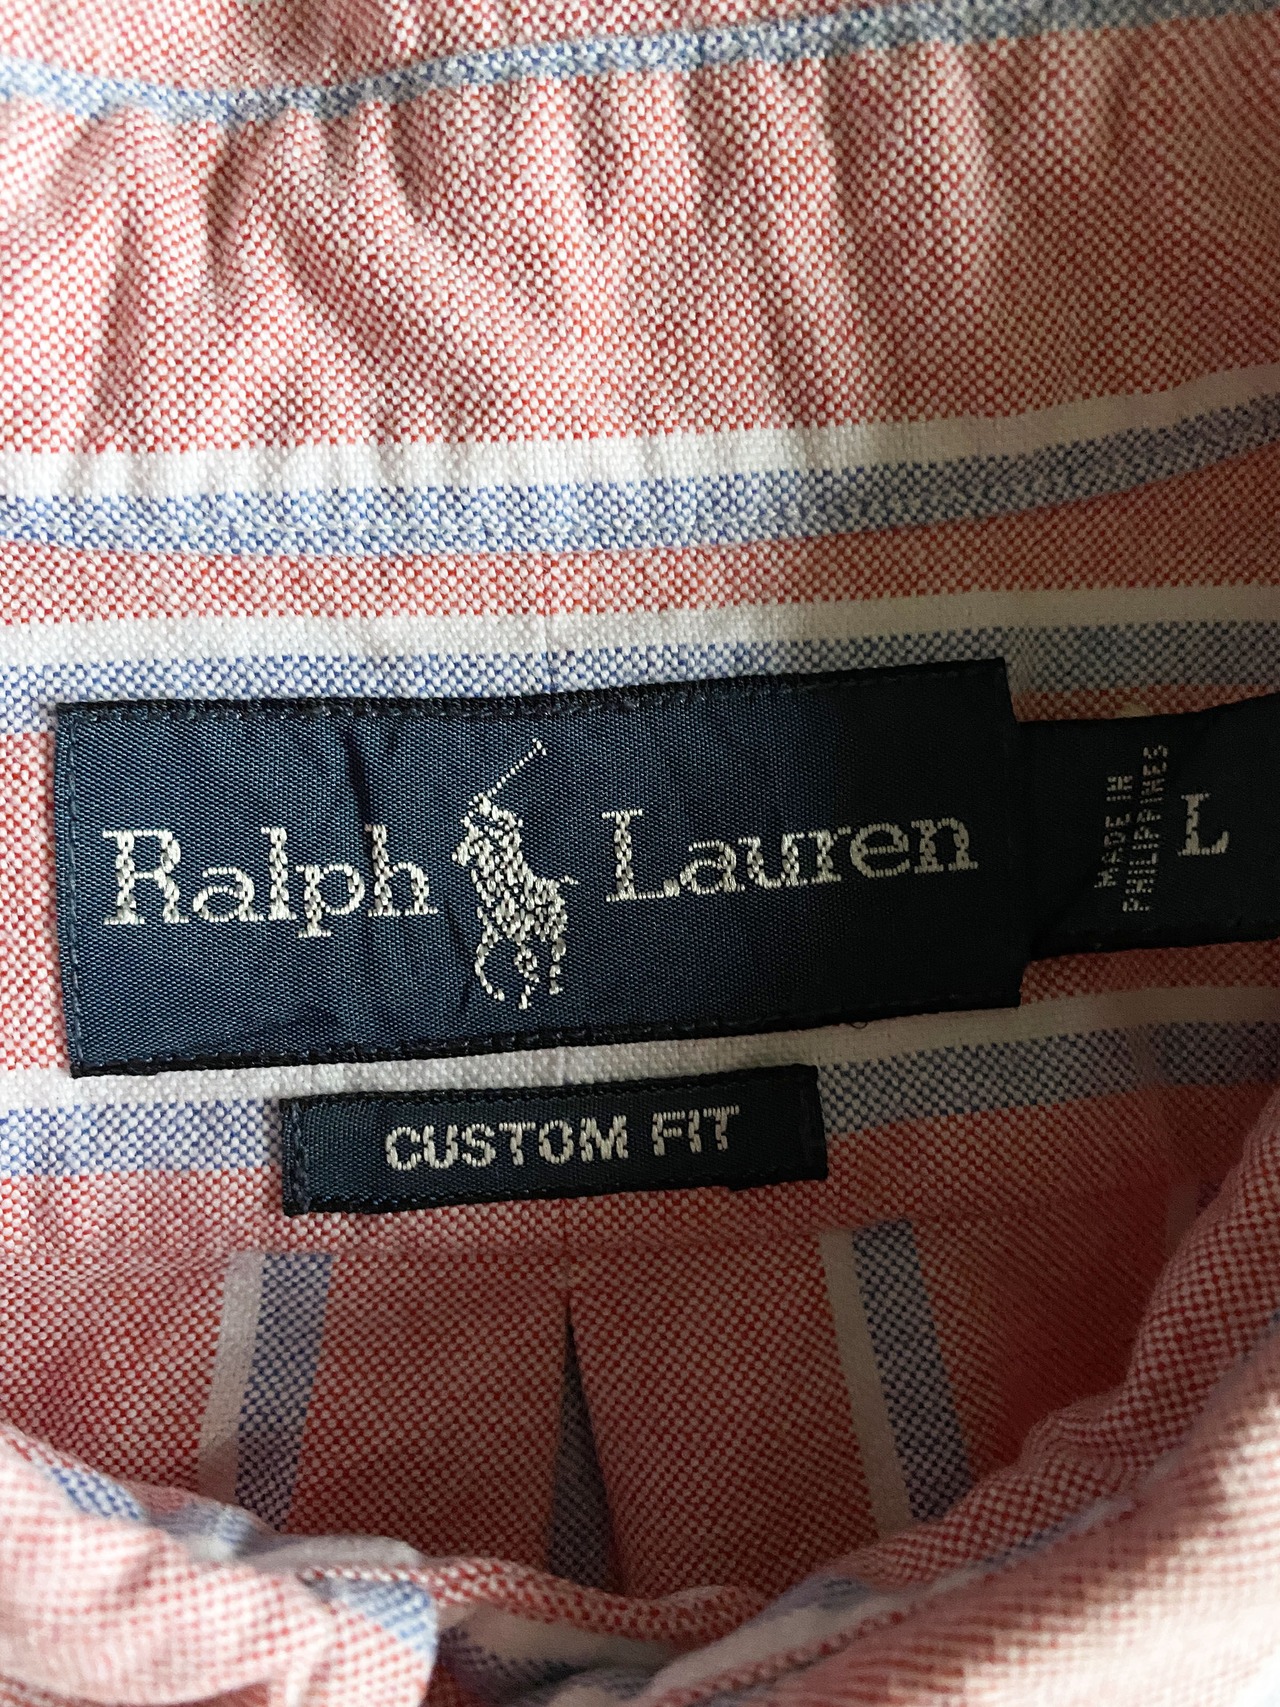 Ralph Lauren
MADE IN
PHILIPPINES
L
CUSTOM FIT